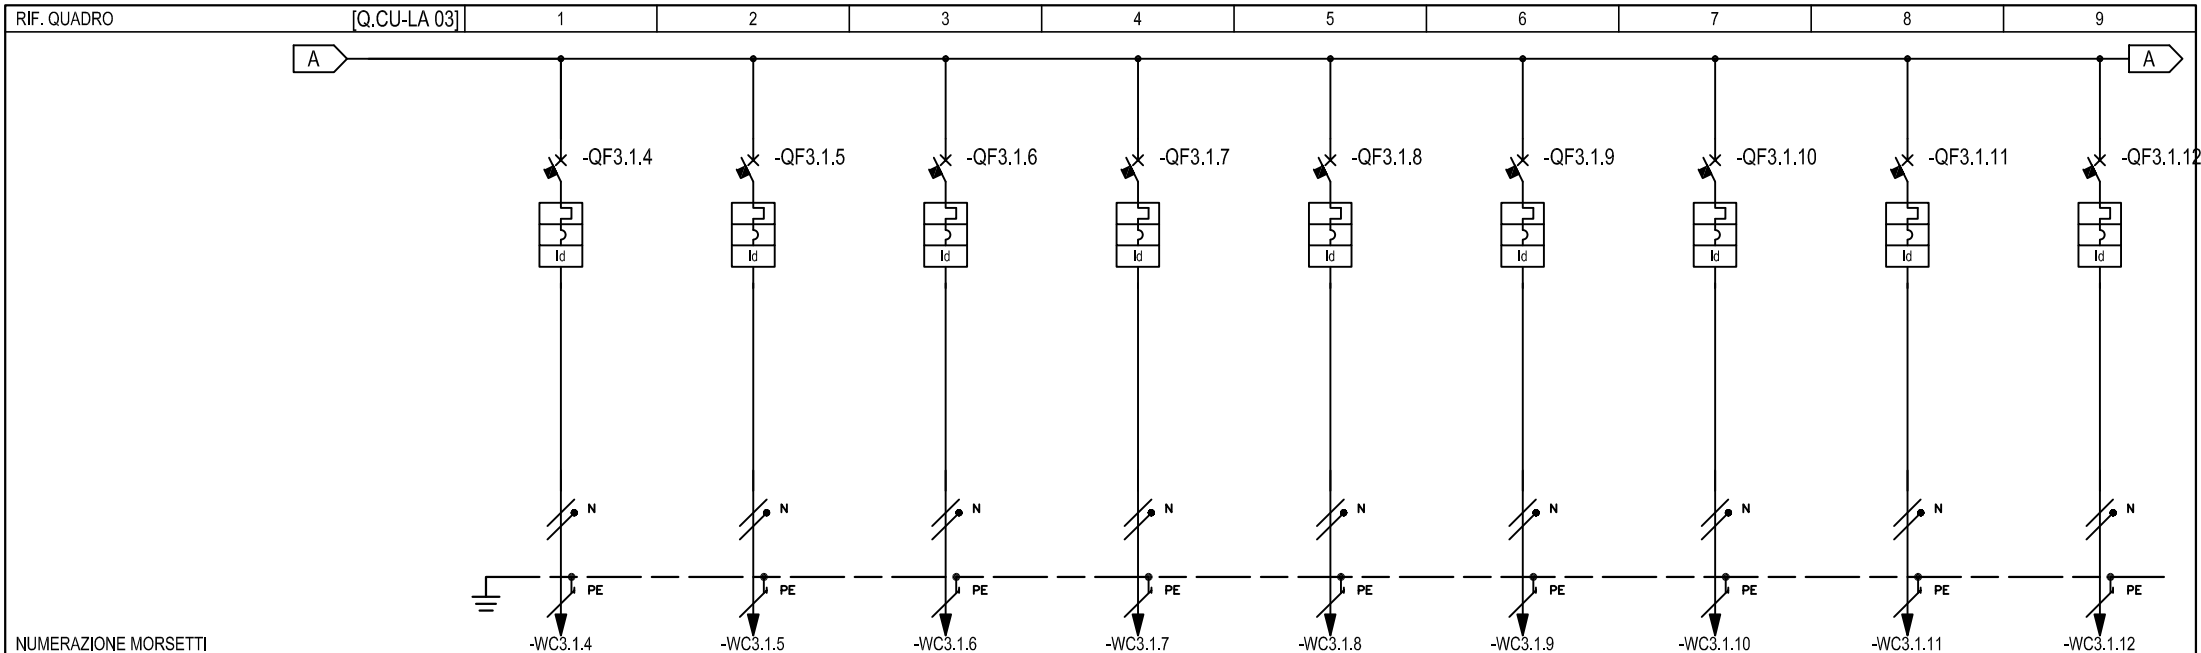 RIF. QUADRO [Q.CU-LA 03] 1 2 3 4 5 6 7 8 9
A A
-QF3.1.4 -QF3.1.5 -QF3.1.6 -QF3.1.7 -QF3.1.8 -QF3.1.9 -QF3.1.10 -QF3.1.11 -QF3.1.12
Id Id Id Id Id Id Id Id Id
N N N N N N N N N
PE PE PE PE PE PE PE PE PE
NUMERAZIONE MORSETTI -WC3.1.4 -WC3.1.5 -WC3.1.6 -WC3.1.7 -WC3.1.8 -WC3.1.9 -WC3.1.10 -WC3.1.11 -WC3.1.12